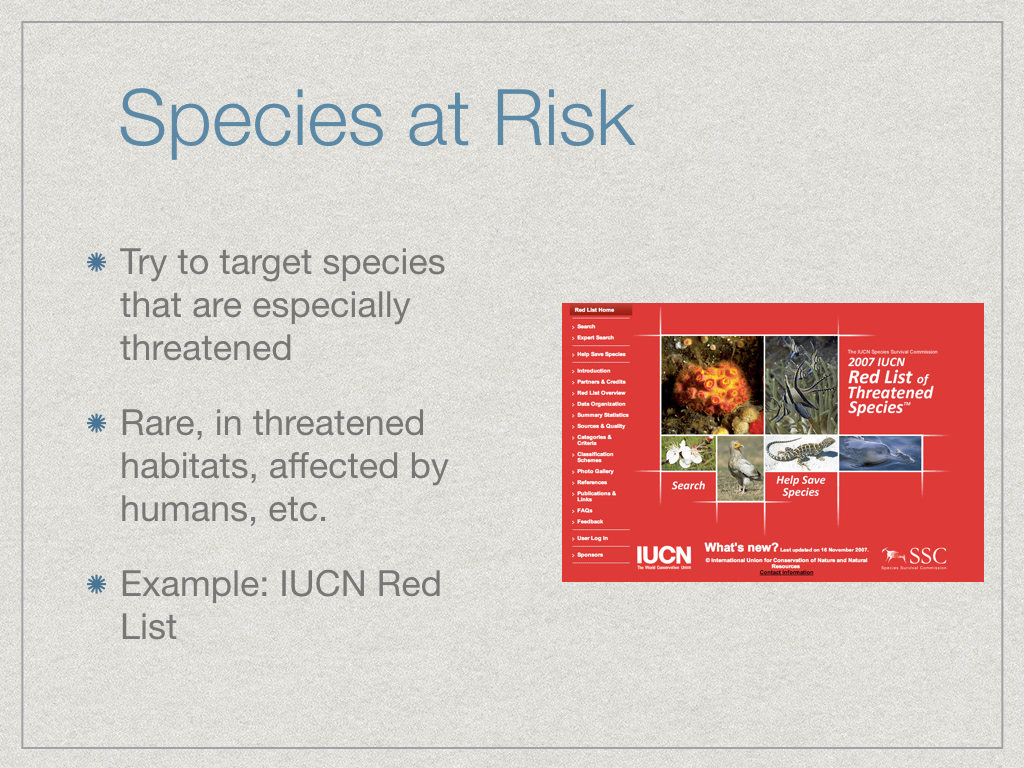 Species at Risk
Try to target species
that are especially
threatened
Rare, in threatened
habitats, affected by
humans, etc.
Example: IUCN Red
List
Red List Home
Search
Expert Search
Help Save Species
Introduction
Partners & Credits
Red List Overview
Data Organization
Summary Statistics
Sources & Quality
Categories &
Criteria
Classification
Schemes
Photo Gallery
References
Publications &
Links
FAQs
Feedback
User Log In
Sponsors
The IUCN Species Survival Commission
2007 IUCN
Red List of
Threatened
Species™
Search
Help Save
Species
IUCN
The World Conservation Union
What's new? Last updated on 18 November 2007.
© International Union for Conservation of Nature and Natural
Resources
Contact Information
SSC
Species Survival Commission